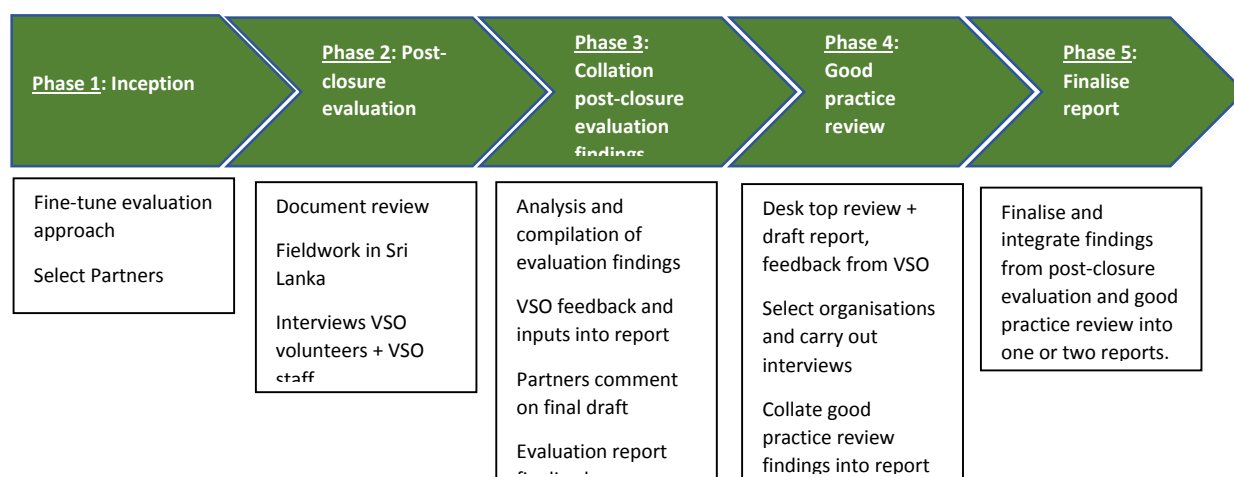 Phase 1: Inception
Phase 2: Post-
closure
evaluation
Phase 3:
Collation
post-closure
evaluation
findings
Phase 4:
Good
practice
review
Phase 5:
Finalise
report
Fine-tune evaluation
approach
Select Partners
Document review
Fieldwork in Sri
Lanka
Interviews VSO
volunteers + VSO
staff
Analysis and
compilation of
evaluation findings
VSO feedback and
inputs into report
Partners comment
on final draft
Evaluation report
Desk top review +
draft report,
feedback from VSO
Select organisations
and carry out
interviews
Collate good
practice review
findings into report
Finalise and
integrate findings
from post-closure
evaluation and good
practice review into
one or two reports.